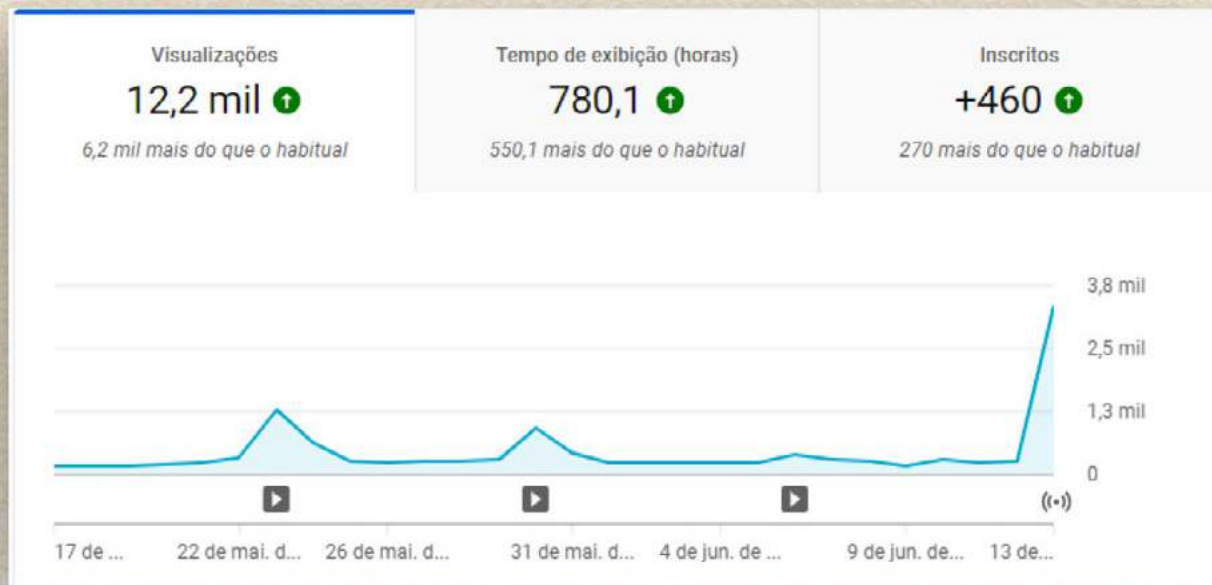 Visualizações
12,2 mil
6,2 mil mais do que o habitual
Tempo de exibição (horas)
780,1
550,1 mais do que o habitual
Inscritos
+460
270 mais do que o habitual
3,8 mil
2,5 mil
1,3 mil
0
17 de ...
22 de mai. d...
26 de mai. d...
31 de mai. d...
4 de jun. de ...
9 de jun. de...
13 de...